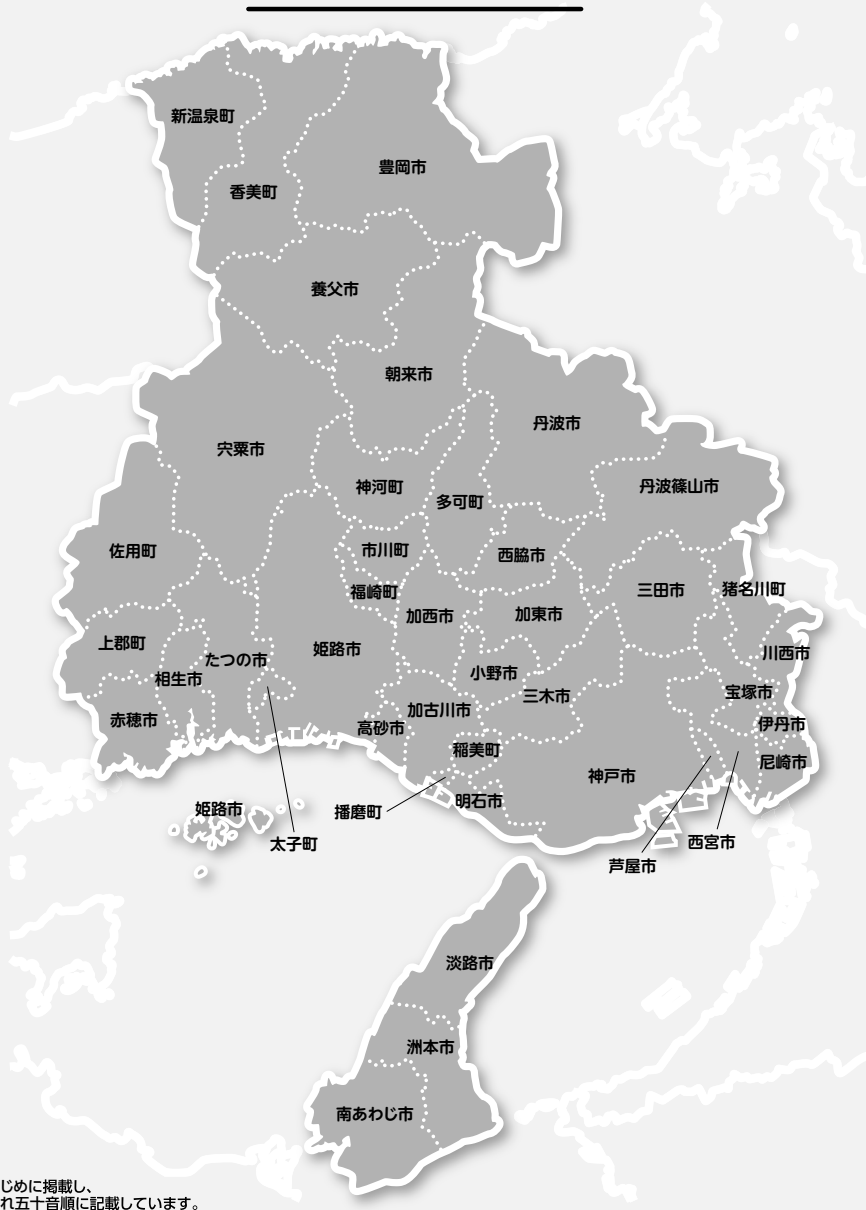 新温泉町
豊岡市
香美町
養父市
朝来市
丹波市
宍粟市
神河町
丹波篠山市
多可町
市川町
佐用町
西脇市
三田市
猪名川町
福崎町
加西市
加東市
上郡町
姫路市
川西市
たつの市
小野市
相生市
宝塚市
三木市
加古川市
赤穂市
伊丹市
高砂市
稲美町
尼崎市
神戸市
明石市
姫路市
播磨町
太子町
西宮市
芦屋市
淡路市
洲本市
南あわじ市
じめに掲載し、
れ五十音順に記載しています。